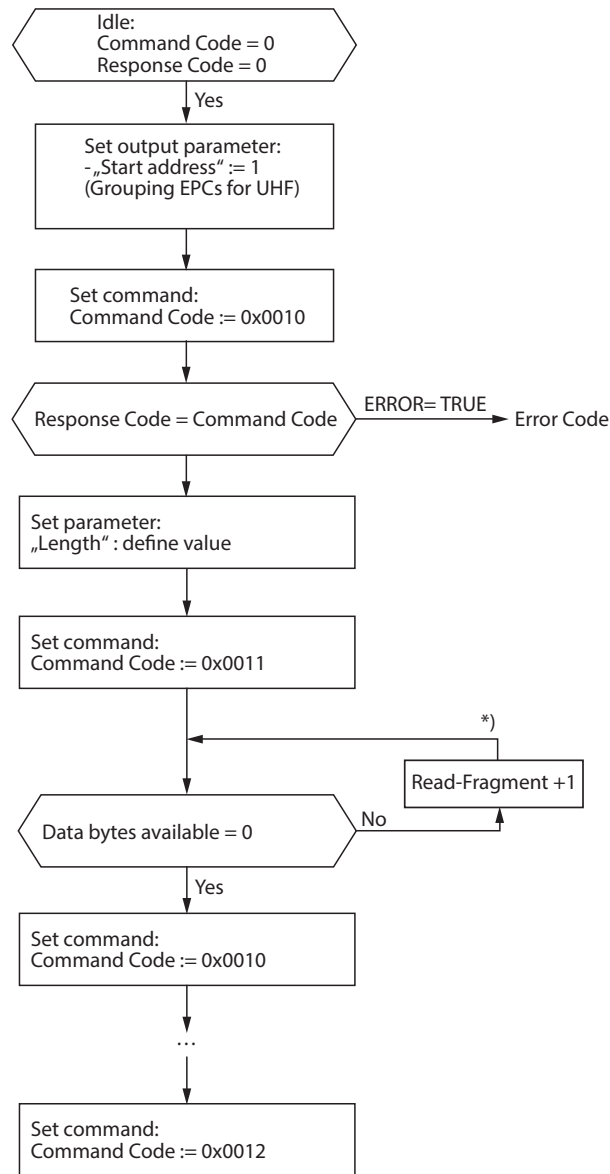 Idle:
Command Code = 0
Response Code = 0
Yes
Set output parameter:
-„Start address“ := 1
(Grouping EPCs for UHF)
Set command:
Command Code := 0x0010
Response Code = Command Code
ERROR= TRUE
Error Code
Set parameter:
„Length“ : define value
Set command:
Command Code := 0x0011
*)
Read-Fragment +1
Data bytes available = 0
No
Yes
Set command:
Command Code := 0x0010
...
Set command:
Command Code := 0x0012